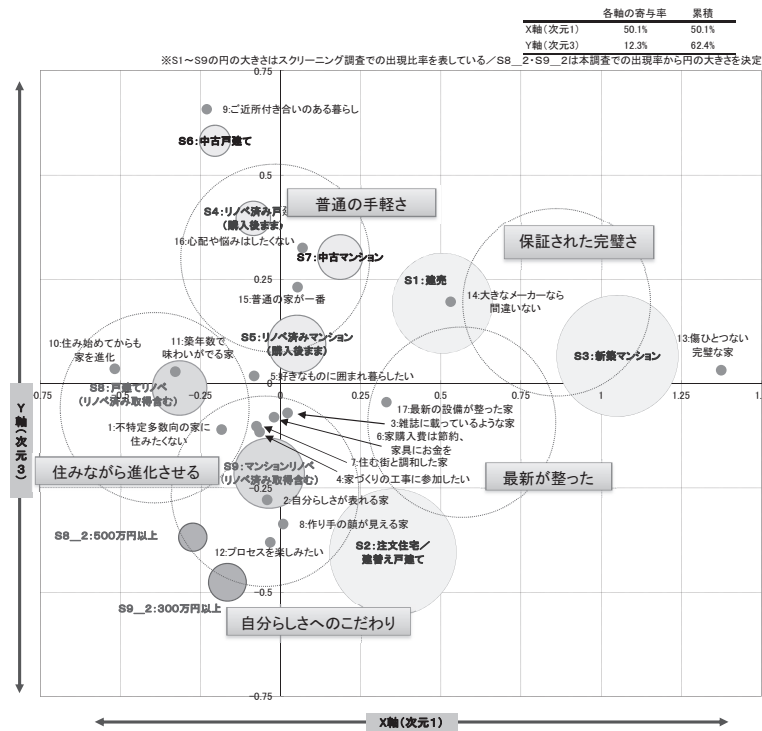 各軸の寄与率 累積
X軸(次元1) 50.1% 50.1%
Y軸(次元3) 12.3% 62.4%
※S1～S9の円の大きさはスクリーニング調査での出現比率を表している／S8__2・S9__2は本調査での出現率から円の大きさを決定
0.75
9:ご近所付き合いのある暮らし
S6:中古戸建て
0.5
S4:リノベ済み戸建
(購入後まま)
普通の手軽さ
16:心配や悩みはしたくない
保証された完璧さ
S7:中古マンション
S1:建売
0.25
15:普通の家が一番
14:大きなメーカーなら
間違いない
10:住み始めてからも
家を進化
11:築年数で
味わいがでる家
S5:リノベ済みマンション
(購入後まま)
S3:新築マンション
13:傷ひとつない
完璧な家
5:好きなものに囲まれ暮らしたい
S8:戸建てリノベ
(リノベ済み取得含む)
-0.75 -0.5 -0.25 0 0.25 0.5 0.75 1 1.25 1.
17:最新の設備が整った家
3:雑誌に載っているような家
1:不特定多数向の家に
住みたくない
6:家購入費は節約、
家具にお金を
7:住む街と調和した家
4:家づくりの工事に参加したい
住みながら進化させる
S9:マンションリノベ
(リノベ済み取得含む)
最新が整った
-0.25
2:自分らしさが表れる家
8:作り手の顔が見える家
S8__2:500万円以上
12:プロセスを楽しみたい
S2:注文住宅／
建替え戸建て
S9__2:300万円以上
-0.5
自分らしさへのこだわり
-0.75
Y軸(次元3)
X軸(次元1)